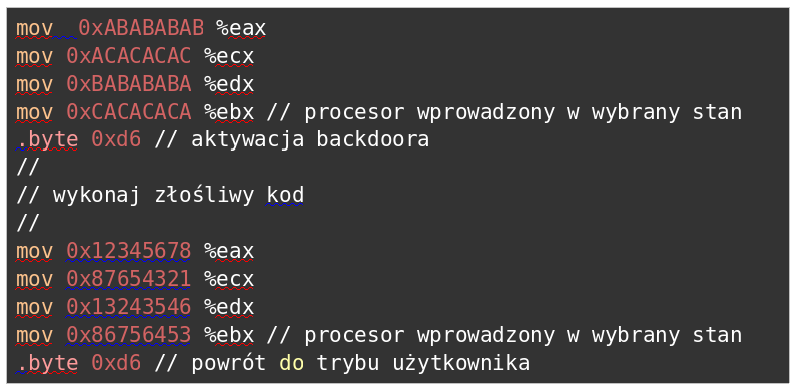 mov  0xABABABAB %eax
mov 0xACACACAC %ecx
mov 0xBABABABA %edx
mov 0xCACACACA %ebx // procesor wprowadzony w wybrany stan
.byte 0xd6 // aktywacja backdoora
//
// wykonaj złośliwy kod
//
mov 0x12345678 %eax
mov 0x87654321 %ecx
mov 0x13243546 %edx
mov 0x86756453 %ebx // procesor wprowadzony w wybrany stan
.byte 0xd6 // powrót do trybu użytkownika